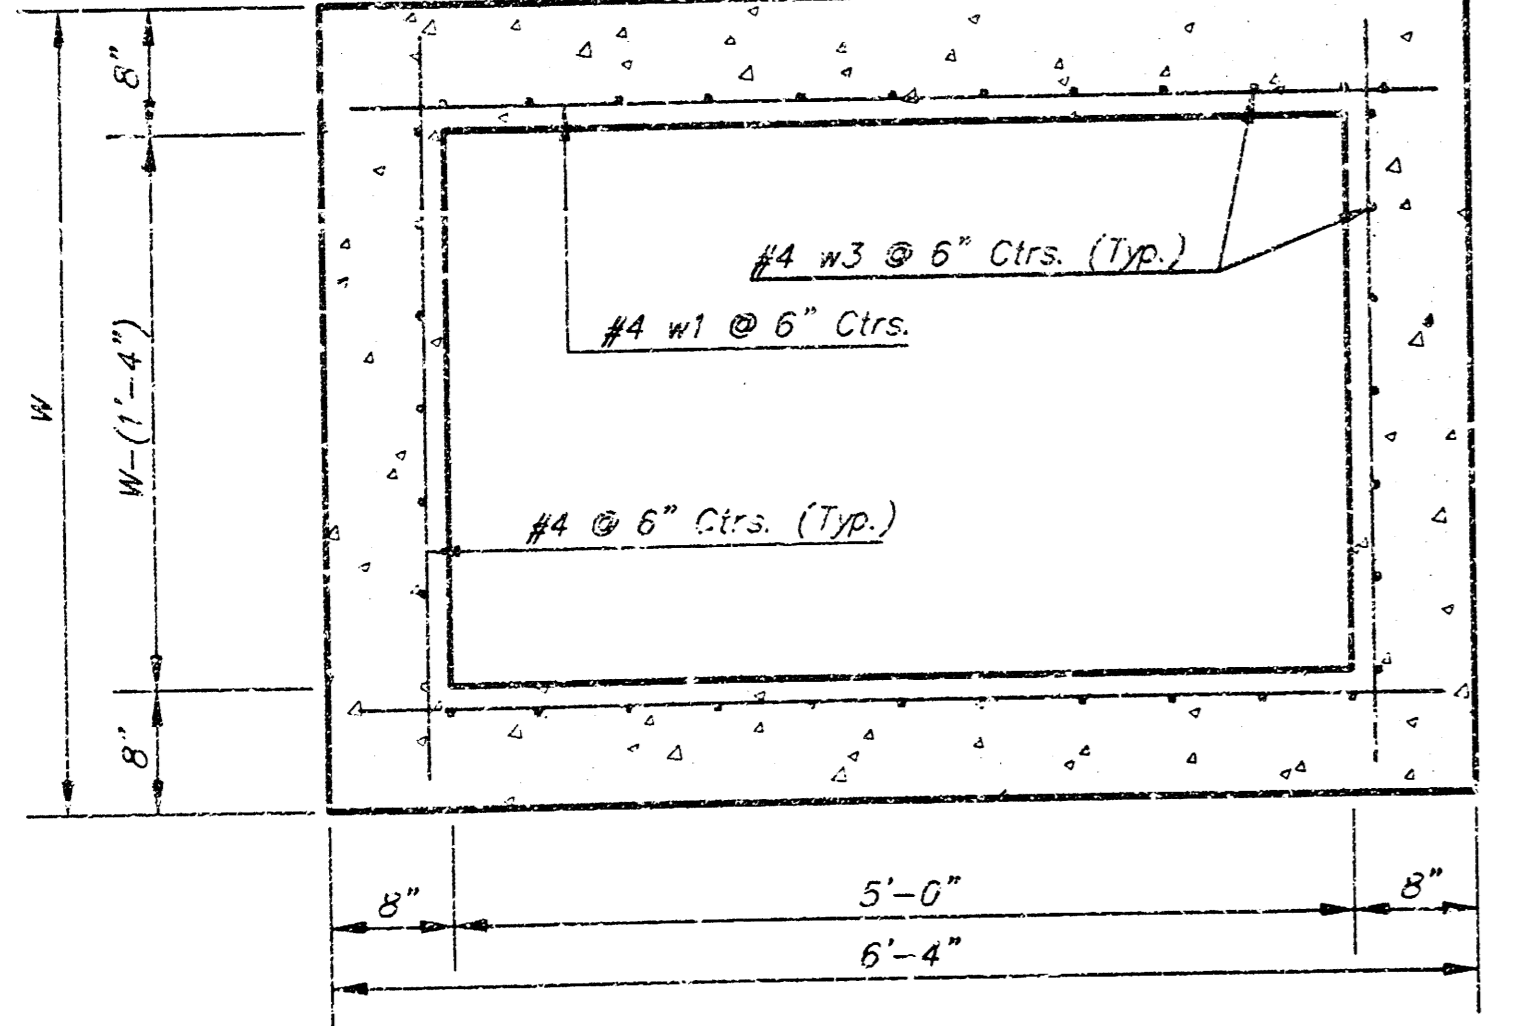 8"
#4 w3 @ 6" Ctrs. (Typ.)
#4 w1 @ 6" Ctrs.
W
W-(1'-4")
#4 @ 6" Ctrs. (Typ.)
8"
8"
5'-0"
8"
6'-4"